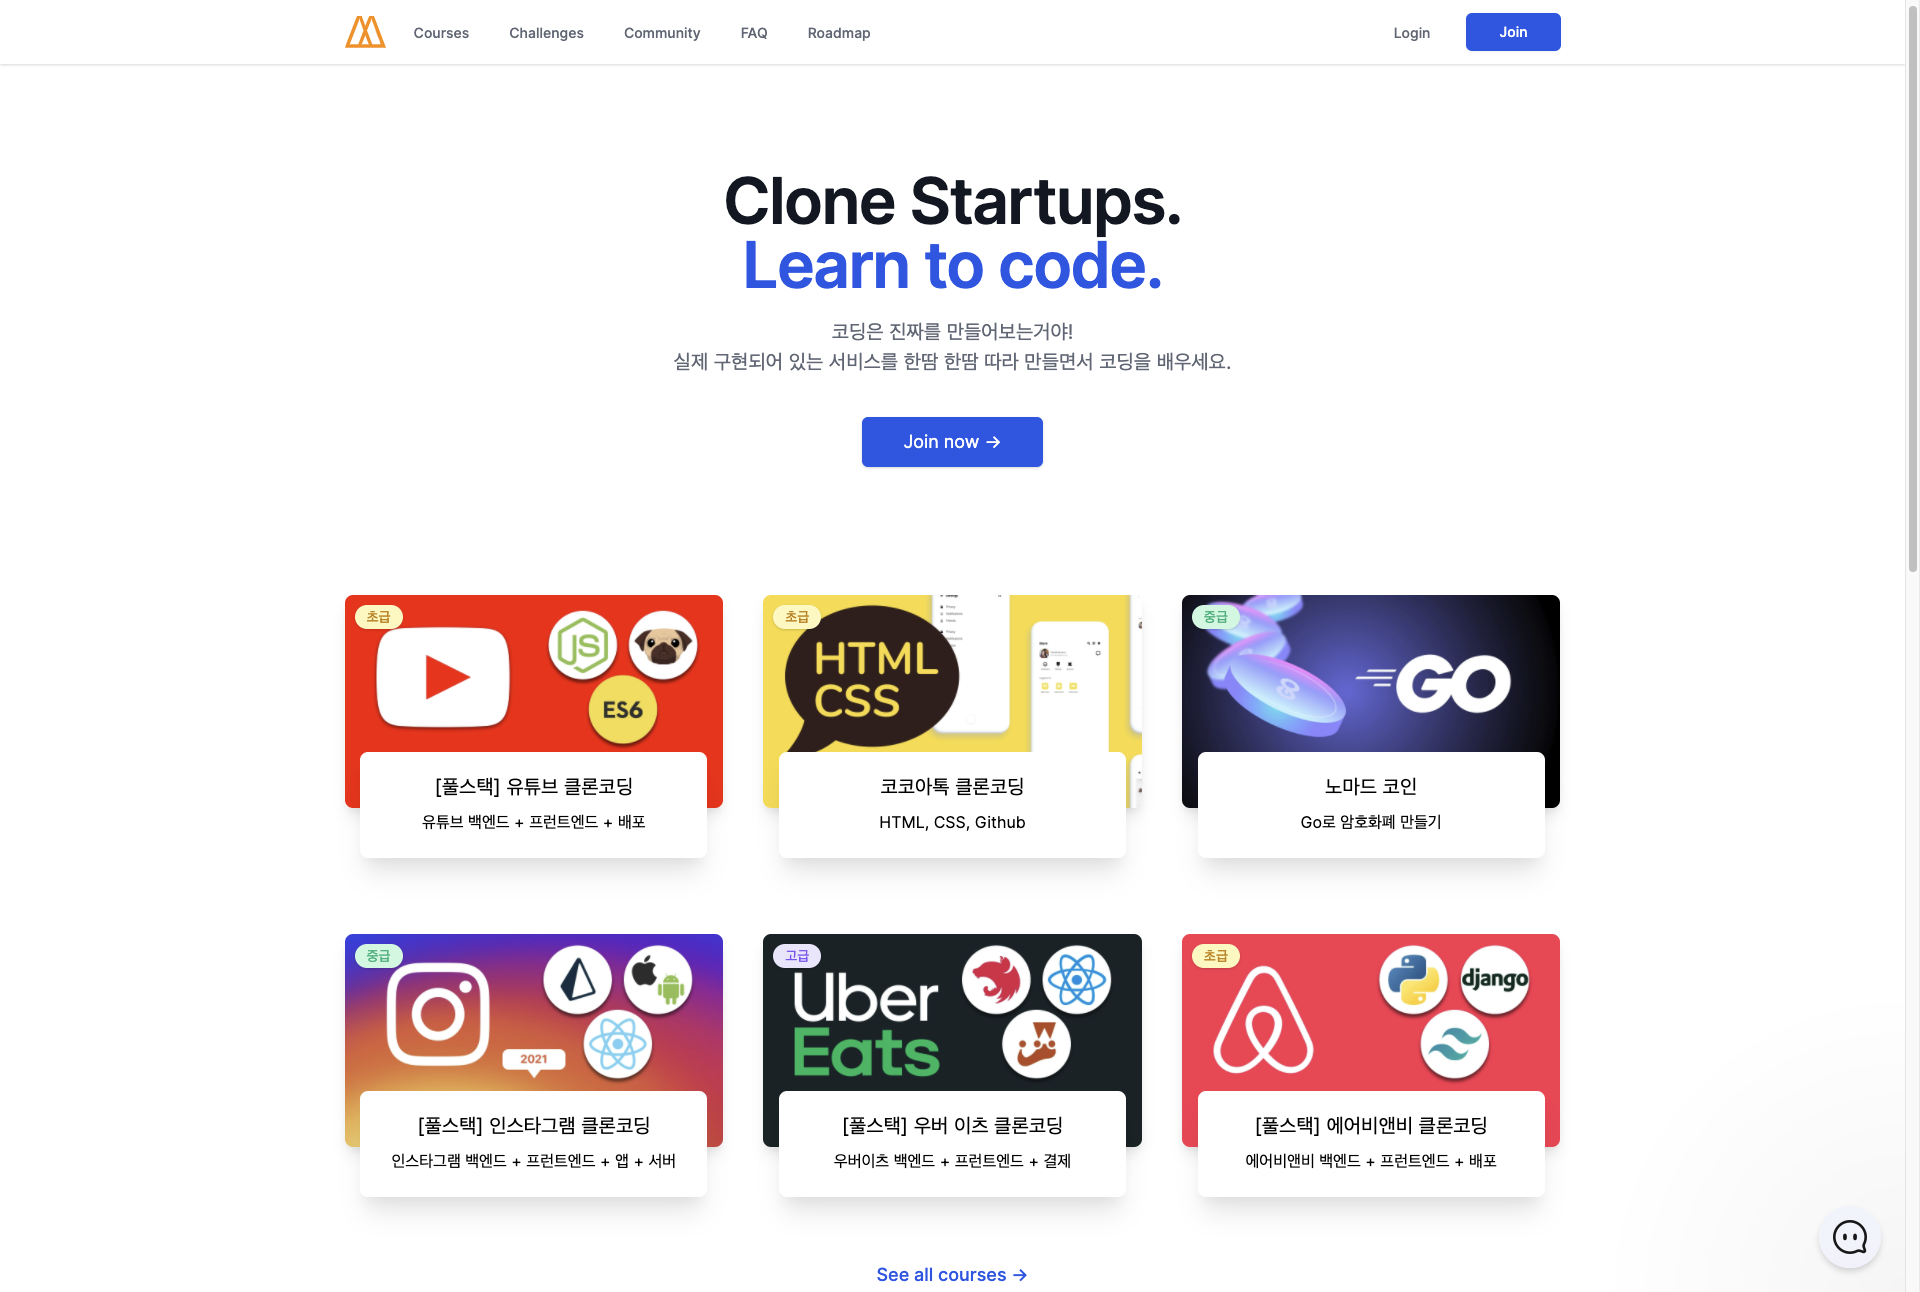 Courses
Challenges
Community
FAQ
Roadmap
Login
Join
Clone Startups.
Learn to code.
코딩은 진짜를 만들어보는거야!
실제 구현되어 있는 서비스를 한땀 한땀 따라 만들면서 코딩을 배우세요.
Join now →
초급
JS
ES6
[풀스택] 유튜브 클론코딩
유튜브 백엔드 + 프런트엔드 + 배포
초급
HTML
CSS
코코아톡 클론코딩
HTML, CSS, Github
중급
GO
노마드 코인
Go로 암호화폐 만들기
중급
2021
[풀스택] 인스타그램 클론코딩
인스타그램 백엔드 + 프런트엔드 + 앱 + 서버
고급
Uber
Eats
[풀스택] 우버 이츠 클론코딩
우버이츠 백엔드 + 프런트엔드 + 결제
초급
django
[풀스택] 에어비앤비 클론코딩
에어비앤비 백엔드 + 프런트엔드 + 배포
See all courses →